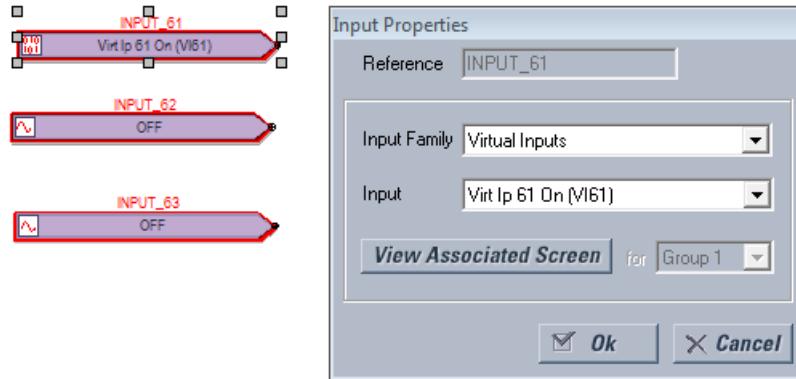 INPUT_61
Virt Ip 61 On (VI61)
INPUT_62
OFF
INPUT_63
OFF
Input Properties
Reference INPUT_61
Input Family Virtual Inputs
Input Virt Ip 61 On (VI61)
View Associated Screen for Group 1
Ok Cancel